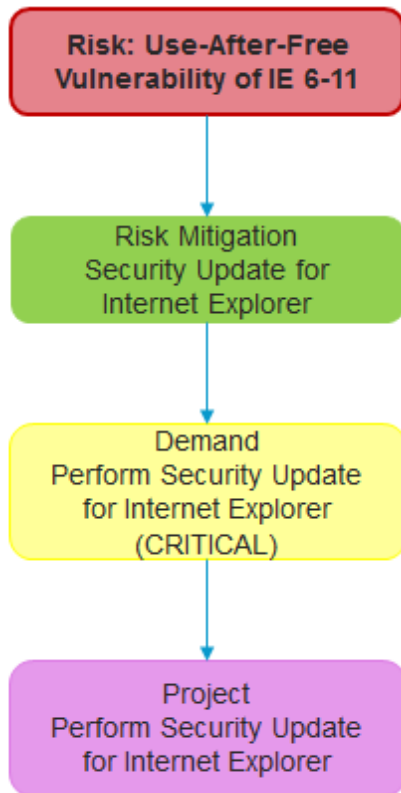 Risk: Use-After-Free
Vulnerability of IE 6-11
Risk Mitigation
Security Update for
Internet Explorer
Demand
Perform Security Update
for Internet Explorer
(CRITICAL)
Project
Perform Security Update
for Internet Explorer